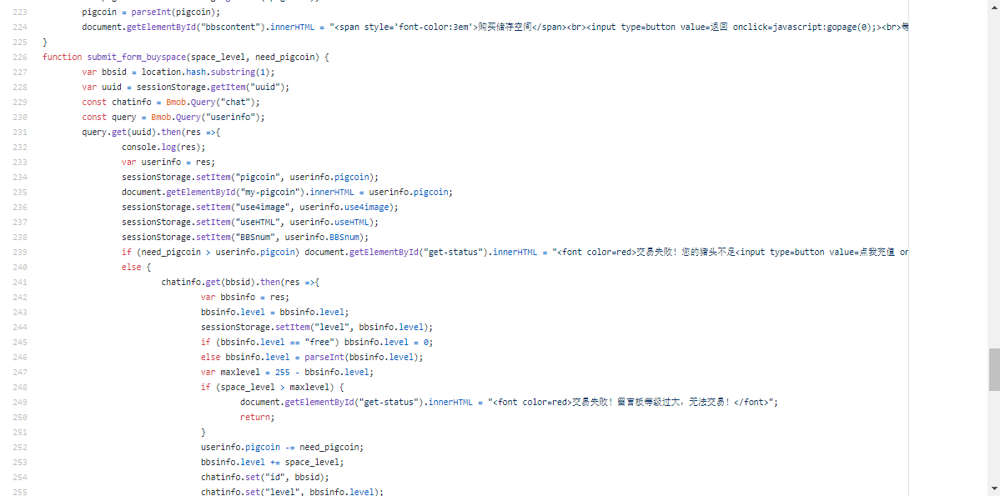 223 pigcoin = parseInt(pigcoin);
224 document.getElementById("bbscontent").innerHTML = "<span style='font-color:3em'>购买储存空间</span><br><input type=button value=返回 onclick=javascript:gopage(0);><br>等
225 }
226 function submit_form_buyspace(space_level, need_pigcoin) {
227 var bbsid = location.hash.substring(1);
228 var uuid = sessionStorage.getItem("uuid");
229 const chatinfo = Bmob.Query("chat");
230 const query = Bmob.Query("userinfo");
231 query.get(uuid).then(res =>{
232 console.log(res);
233 var userinfo = res;
234 sessionStorage.setItem("pigcoin", userinfo.pigcoin);
235 document.getElementById("my-pigcoin").innerHTML = userinfo.pigcoin;
236 sessionStorage.setItem("use4image", userinfo.use4image);
237 sessionStorage.setItem("useHTML", userinfo.useHTML);
238 sessionStorage.setItem("BBSnum", userinfo.BBSnum);
239 if (need_pigcoin > userinfo.pigcoin) document.getElementById("get-status").innerHTML = "<font color=red>交易失败！您的猪头不足<input type=button value=点我充值 on
240 else {
241 chatinfo.get(bbsid).then(res =>{
242 var bbsinfo = res;
243 bbsinfo.level = bbsinfo.level;
244 sessionStorage.setItem("level", bbsinfo.level);
245 if (bbsinfo.level == "free") bbsinfo.level = 0;
246 else bbsinfo.level = parseInt(bbsinfo.level);
247 var maxlevel = 255 - bbsinfo.level;
248 if (space_level > maxlevel) {
249 document.getElementById("get-status").innerHTML = "<font color=red>交易失败！留言板等级过大，无法交易！</font>";
250 return;
251 }
252 userinfo.pigcoin -= need_pigcoin;
253 bbsinfo.level += space_level;
254 chatinfo.set("id", bbsid);
255 chatinfo.set("level", bbsinfo.level);